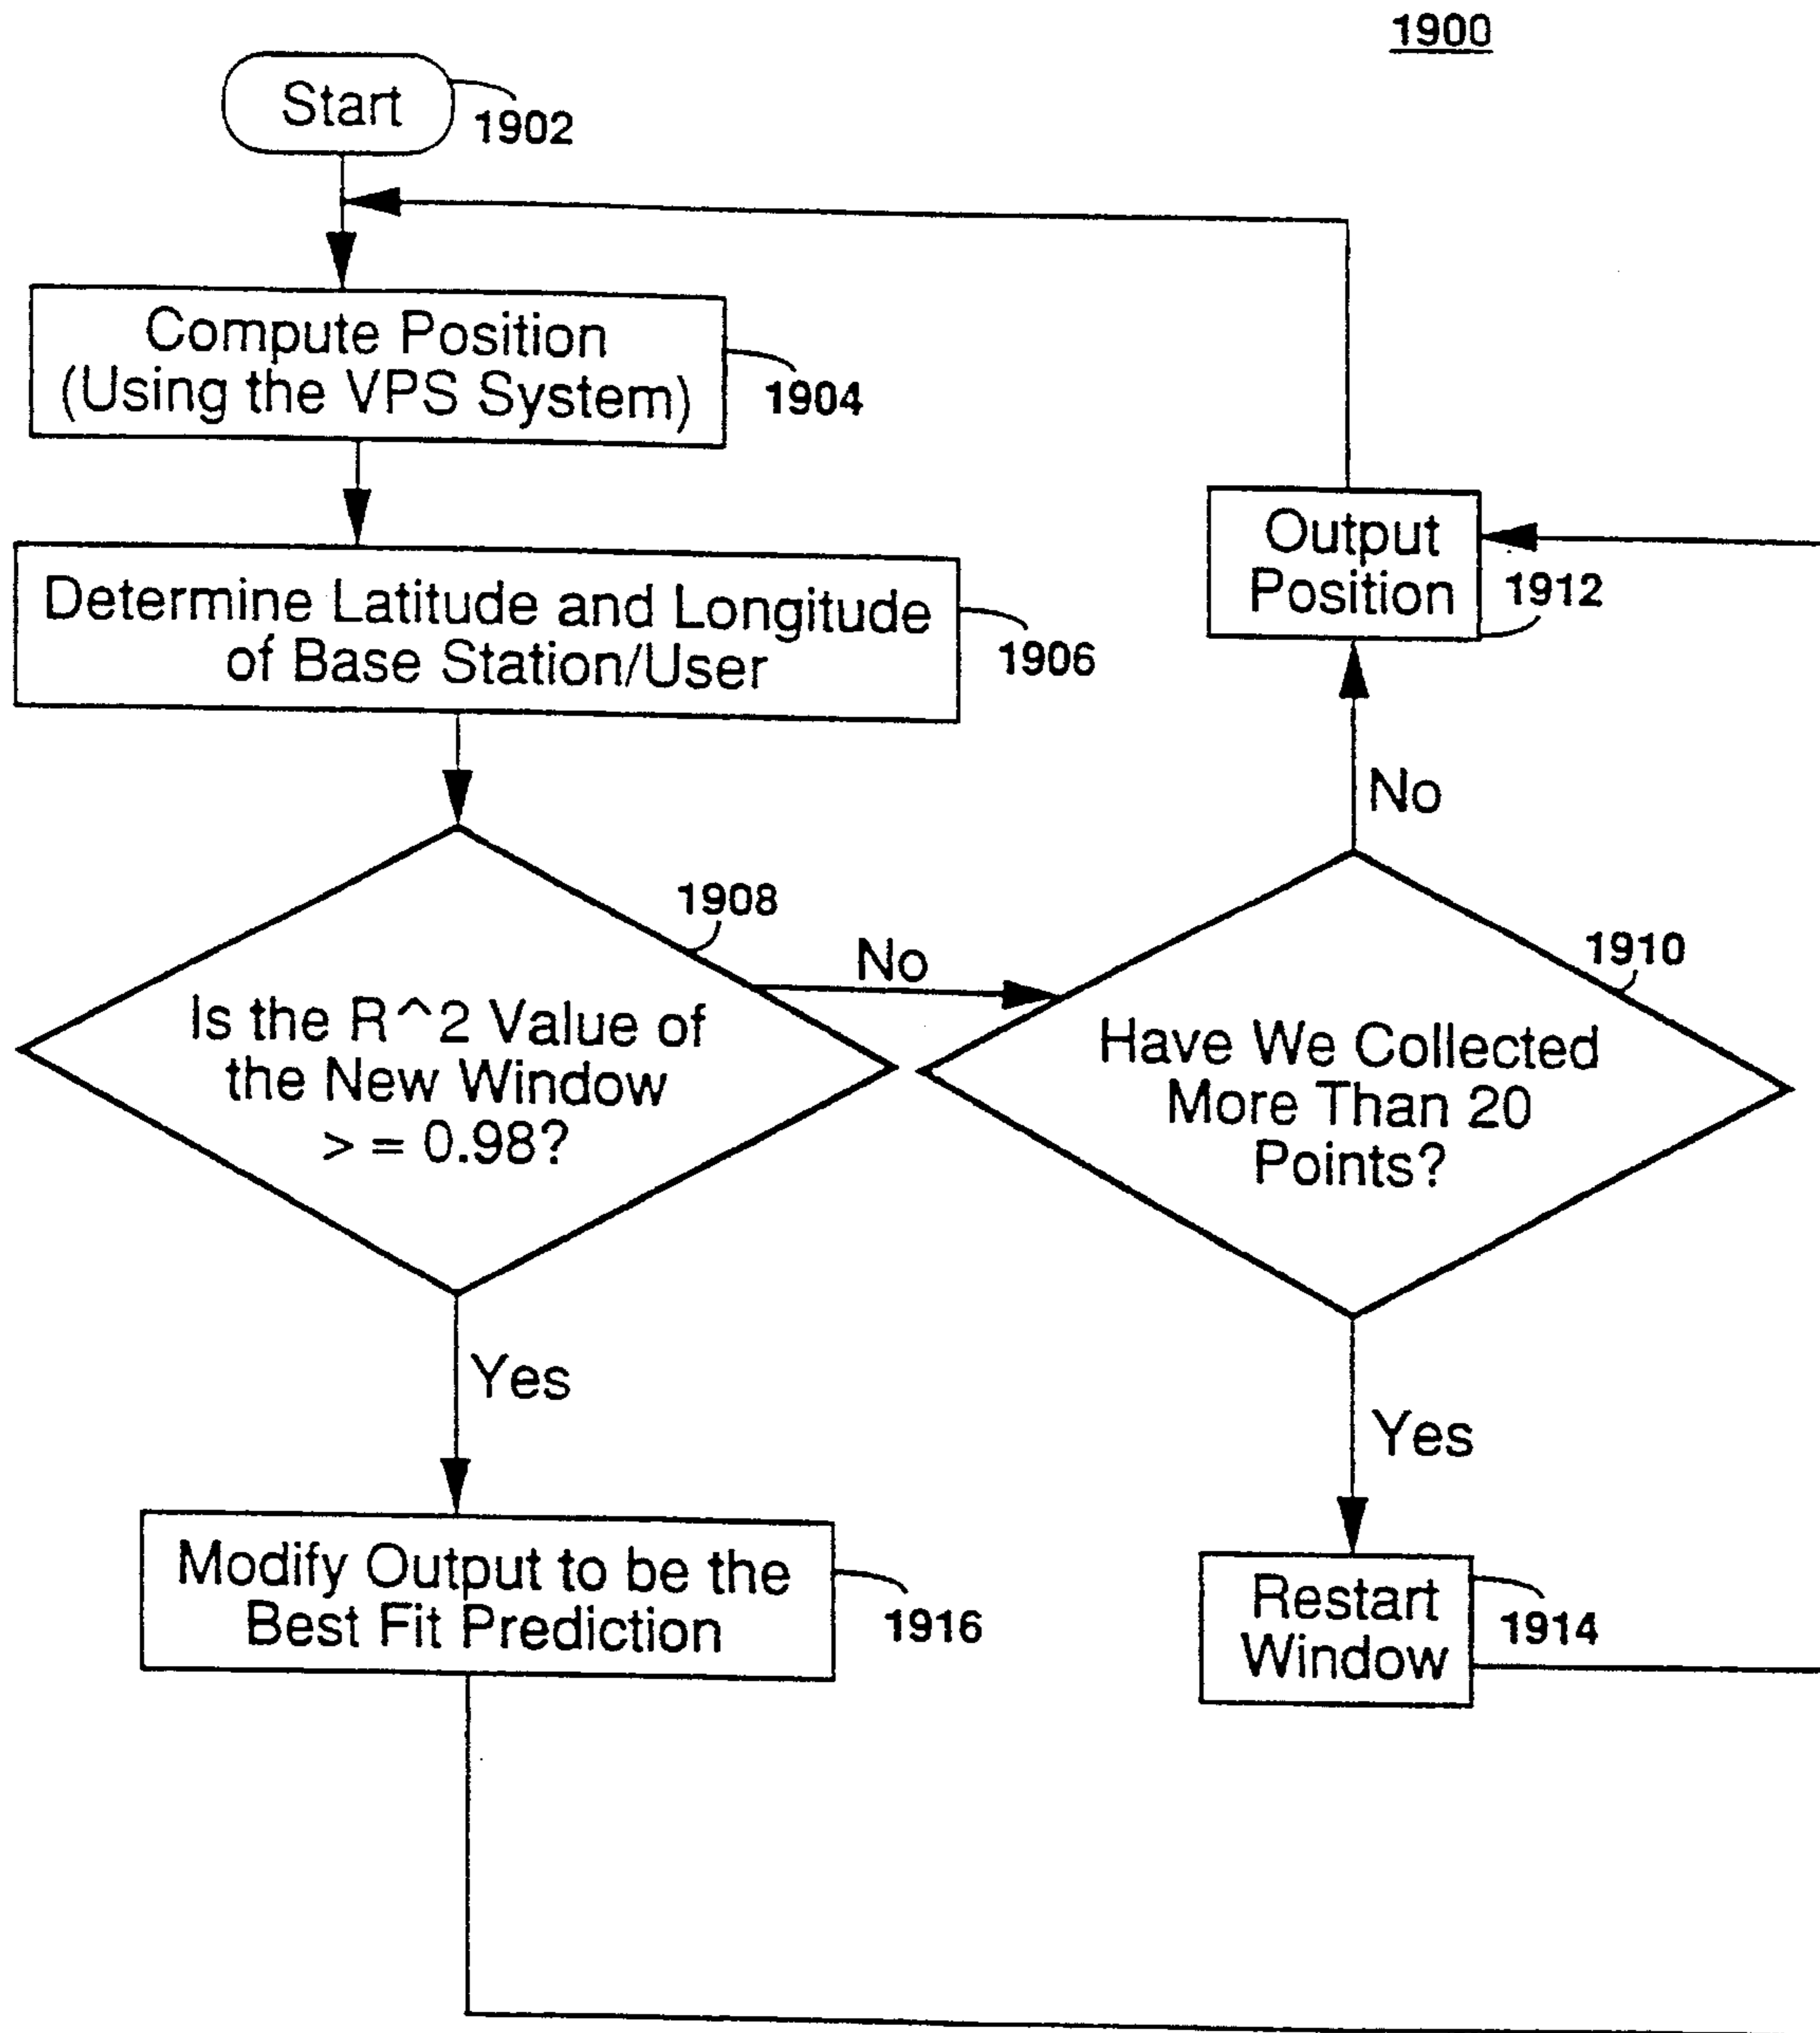 1900
Start
1902
Compute Position
(Using the VPS System)
1904
Determine Latitude and Longitude
of Base Station/User
1906
Output
Position
1912
No
1908
Is the R^2 Value of
the New Window
> = 0.98?
No
1910
Have We Collected
More Than 20
Points?
Yes
Yes
Modify Output to be the
Best Fit Prediction
1916
Restart
Window
1914